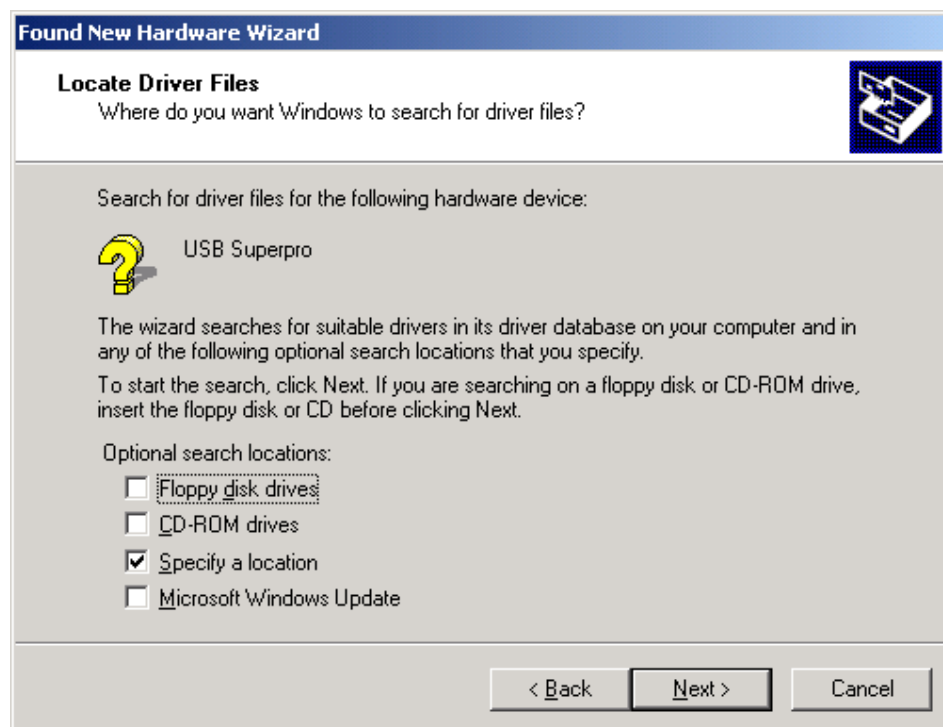 Found New Hardware Wizard
Locate Driver Files
Where do you want Windows to search for driver files?
Search for driver files for the following hardware device:
USB Superpro
The wizard searches for suitable drivers in its driver database on your computer and in
any of the following optional search locations that you specify.
To start the search, click Next. If you are searching on a floppy disk or CD-ROM drive,
insert the floppy disk or CD before clicking Next.
Optional search locations:
Floppy disk drives
CD-ROM drives
Specify a location
Microsoft Windows Update
< Back Next > Cancel